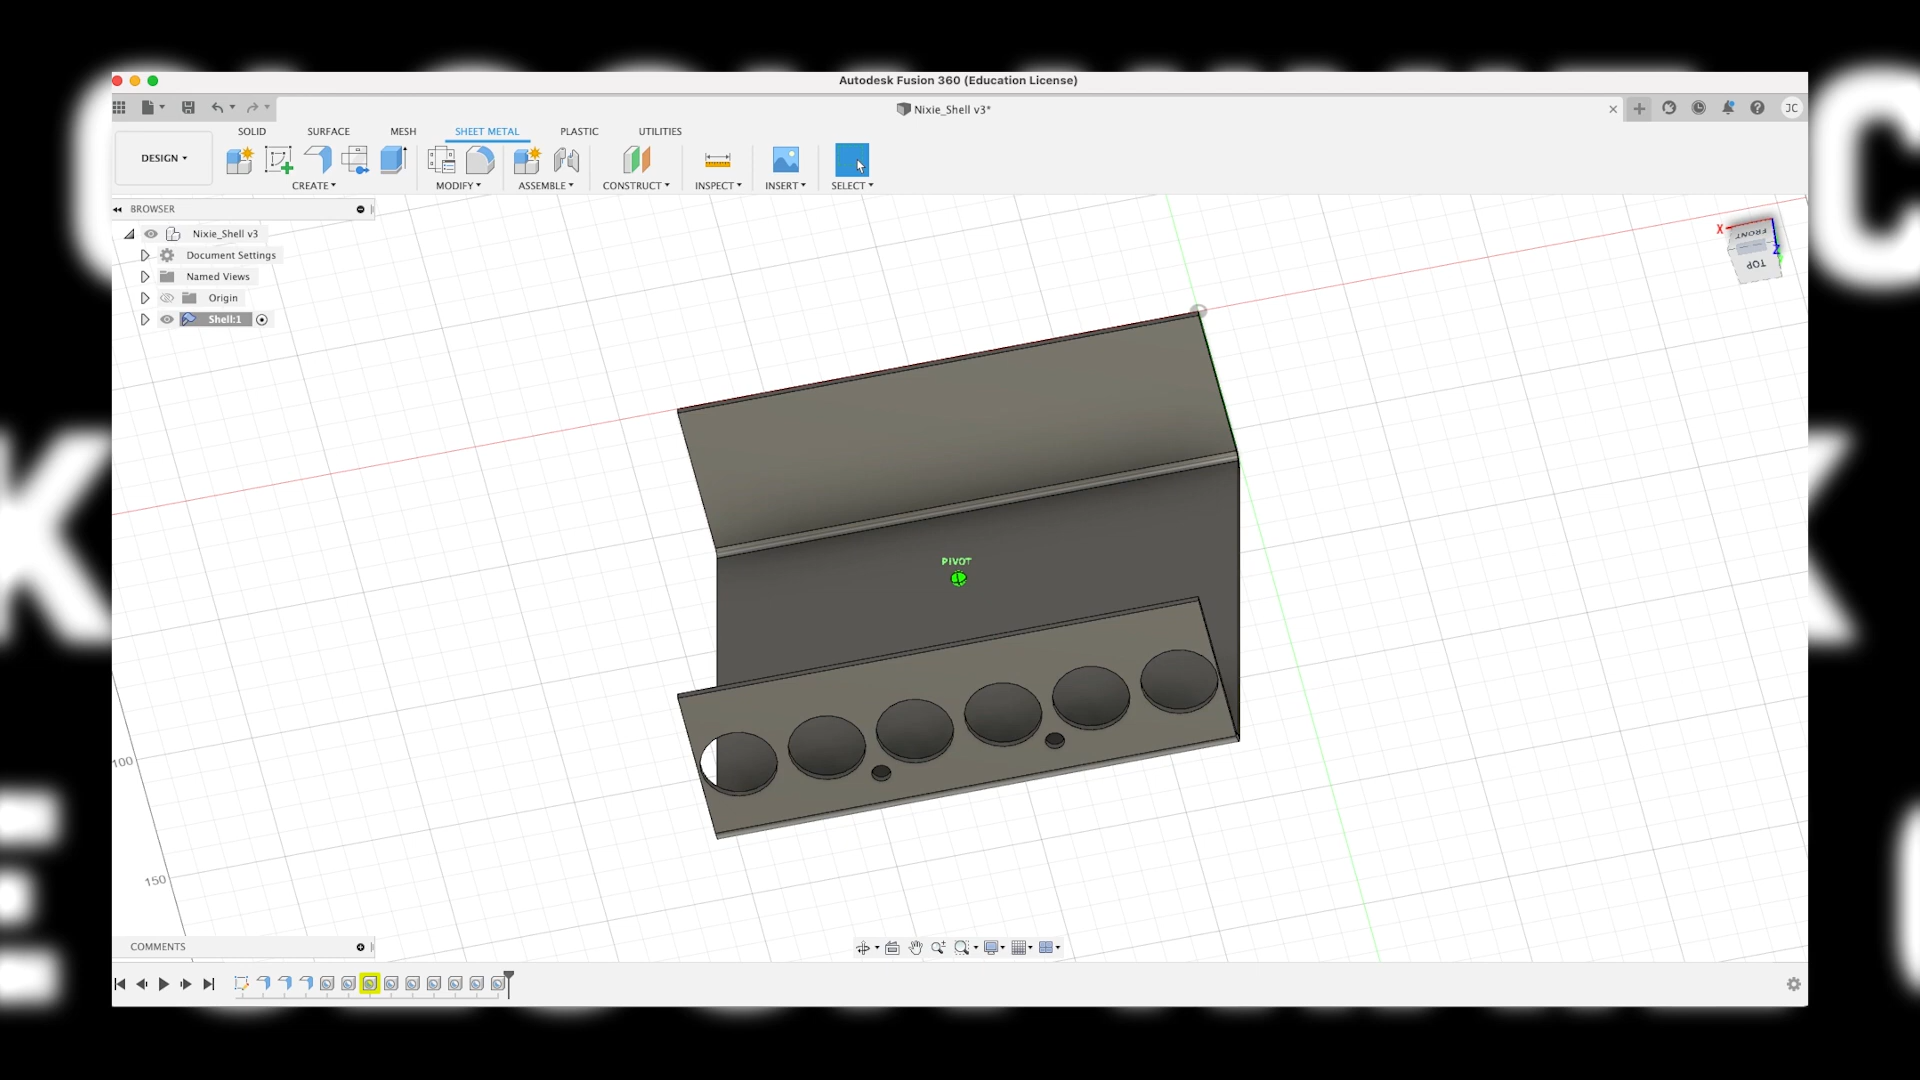 Autodesk Fusion 360 (Education License)
Nixie_Shell v3*
JC
SOLID SURFACE MESH SHEET METAL PLASTIC UTILITIES
DESIGN
CREATE MODIFY ASSEMBLE CONSTRUCT INSPECT INSERT SELECT
BROWSER
Nixie_Shell v3
Document Settings
Named Views
Origin
Shell:1
X
FRONT
Z
TOP
PIVOT
100
150
COMMENTS